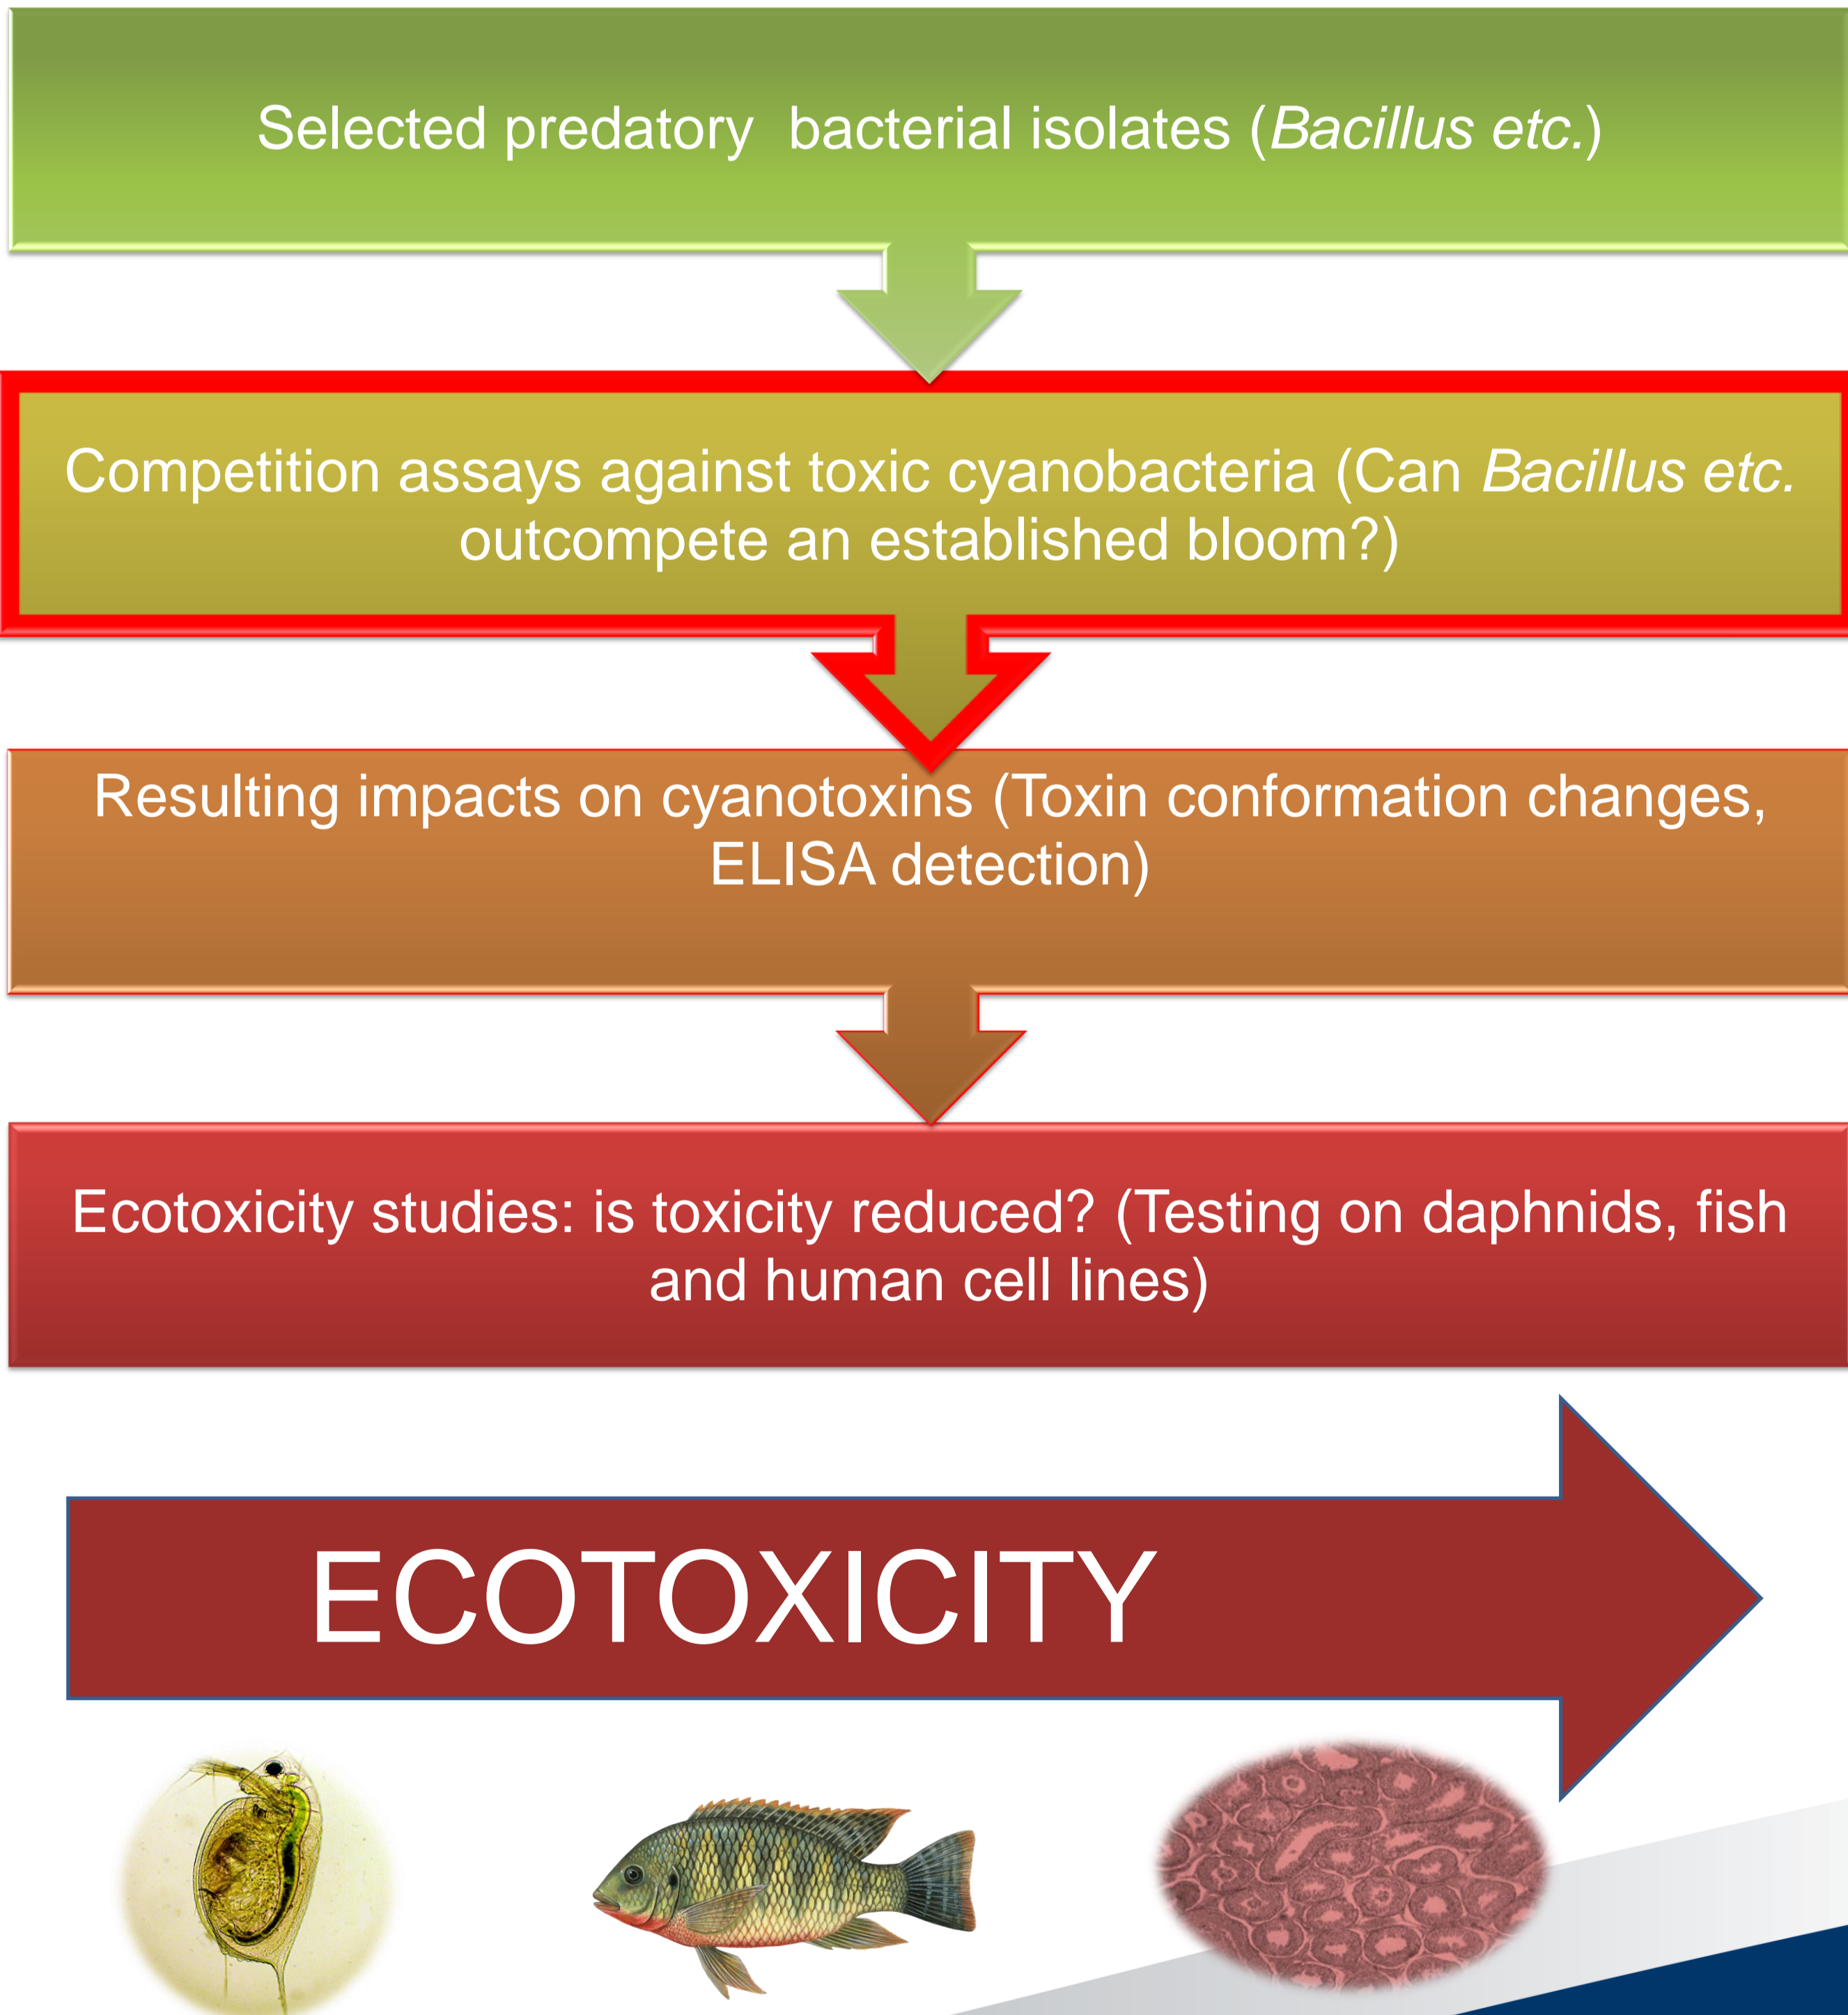 Selected predatory bacterial isolates (Bacillus etc.)
Competition assays against toxic cyanobacteria (Can Bacillus etc.
outcompete an established bloom?)
Resulting impacts on cyanotoxins (Toxin conformation changes,
ELISA detection)
Ecotoxicity studies: is toxicity reduced? (Testing on daphnids, fish
and human cell lines)
ECOTOXICITY